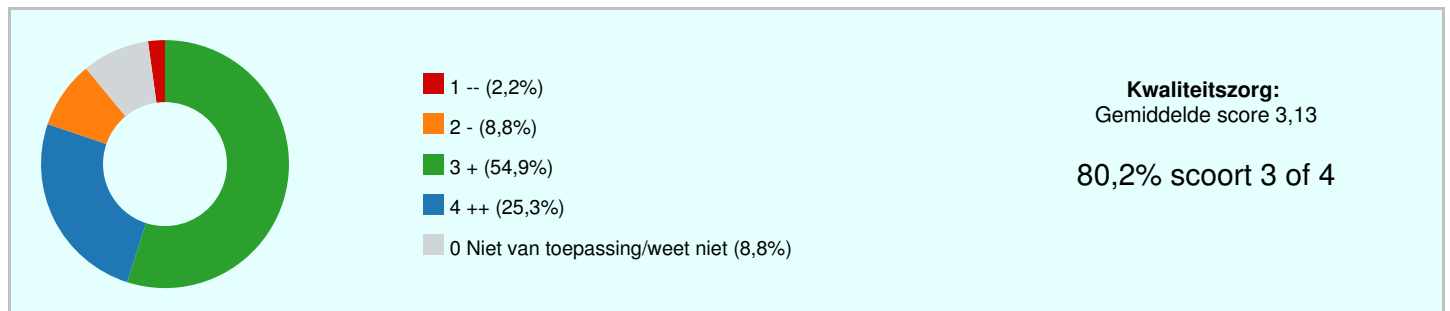 1 -- (2,2%)
2 - (8,8%)
3 + (54,9%)
4 ++ (25,3%)
0 Niet van toepassing/weet niet (8,8%)
Kwaliteitszorg:
Gemiddelde score 3,13
80,2% scoort 3 of 4